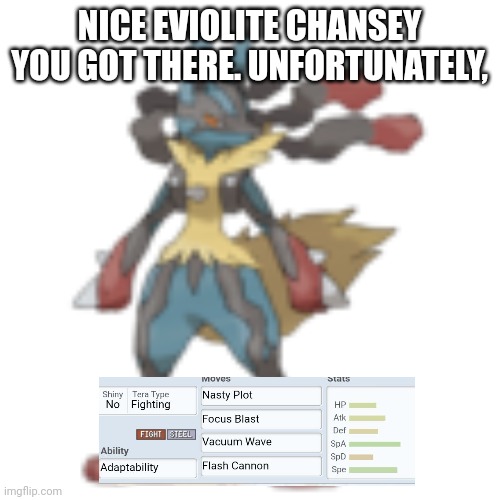 NICE EVIOLITE CHANSEY
YOU GOT THERE. UNFORTUNATELY,
Moves
Stats
Shiny
Tera Type
No
Fighting
Nasty Plot
HP
Focus Blast
Atk
Def
FIGHT STEEL
Vacuum Wave
SpA
Ability
SpD
Adaptability
Flash Cannon
Spe
imgflip.com